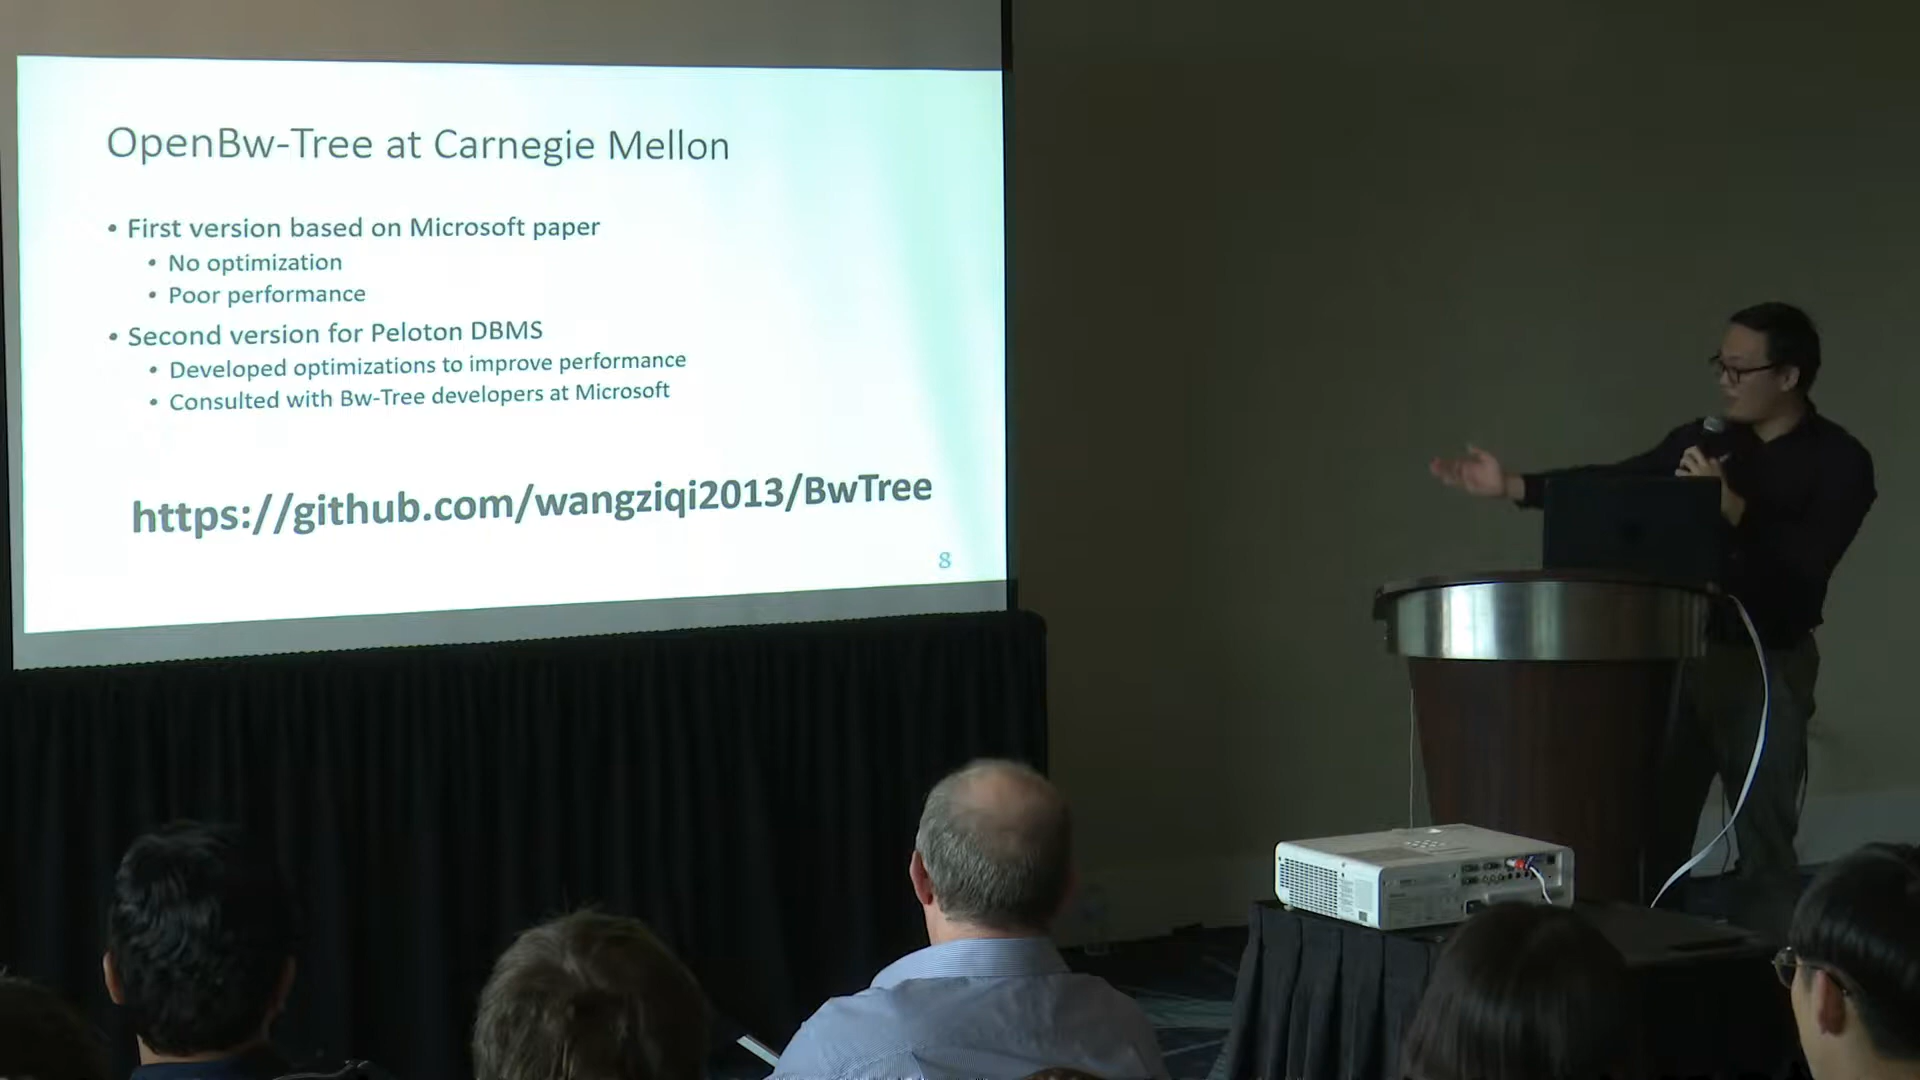 OpenBw-Tree at Carnegie Mellon
• First version based on Microsoft paper
• No optimization
• Poor performance
• Second version for Peloton DBMS
• Developed optimizations to improve performance
• Consulted with Bw-Tree developers at Microsoft
https://github.com/wangziqi2013/BwTree
8